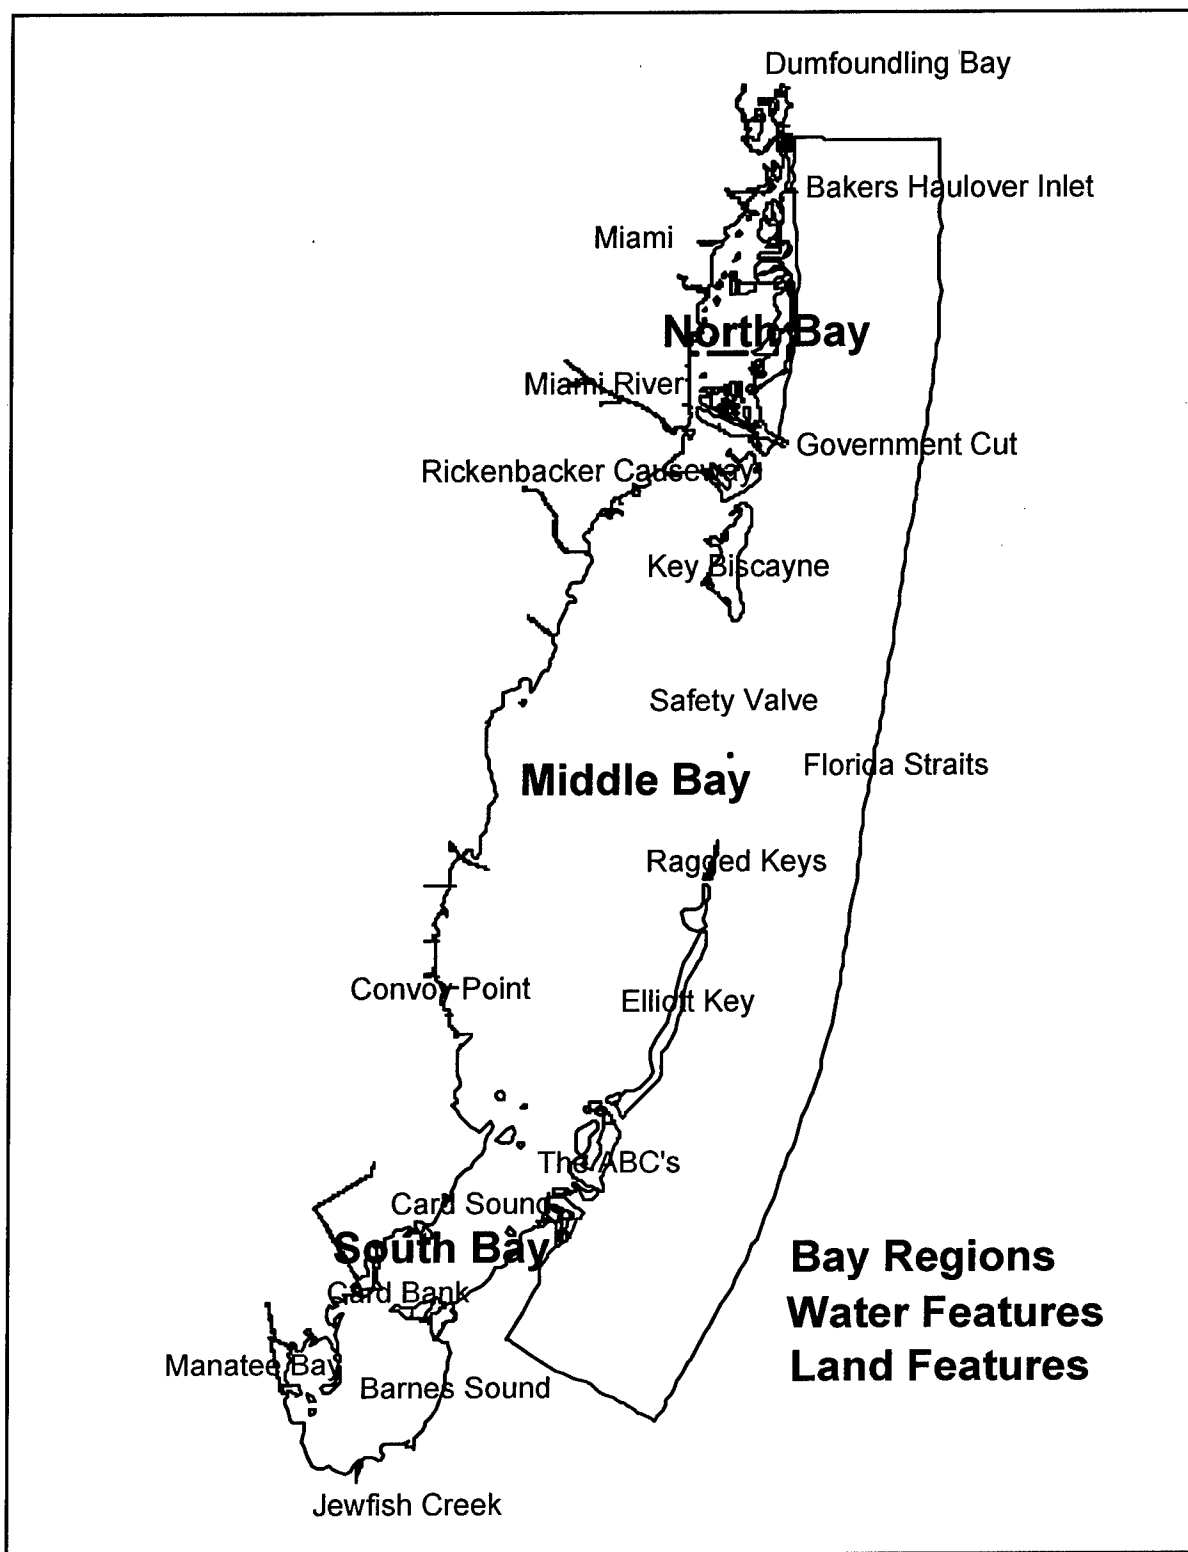 Dumfoundling Bay
Bakers Haulover Inlet
Miami
North Bay
Miami River
Government Cut
Rickenbacker Causeway
Key Biscayne
Safety Valve
Florida Straits
Middle Bay
Ragged Keys
Convoy Point
Elliott Key
The ABC's
Card Sound
South Bay
Bay Regions
Card Bank
Water Features
Manatee Bay
Land Features
Barnes Sound
Jewfish Creek